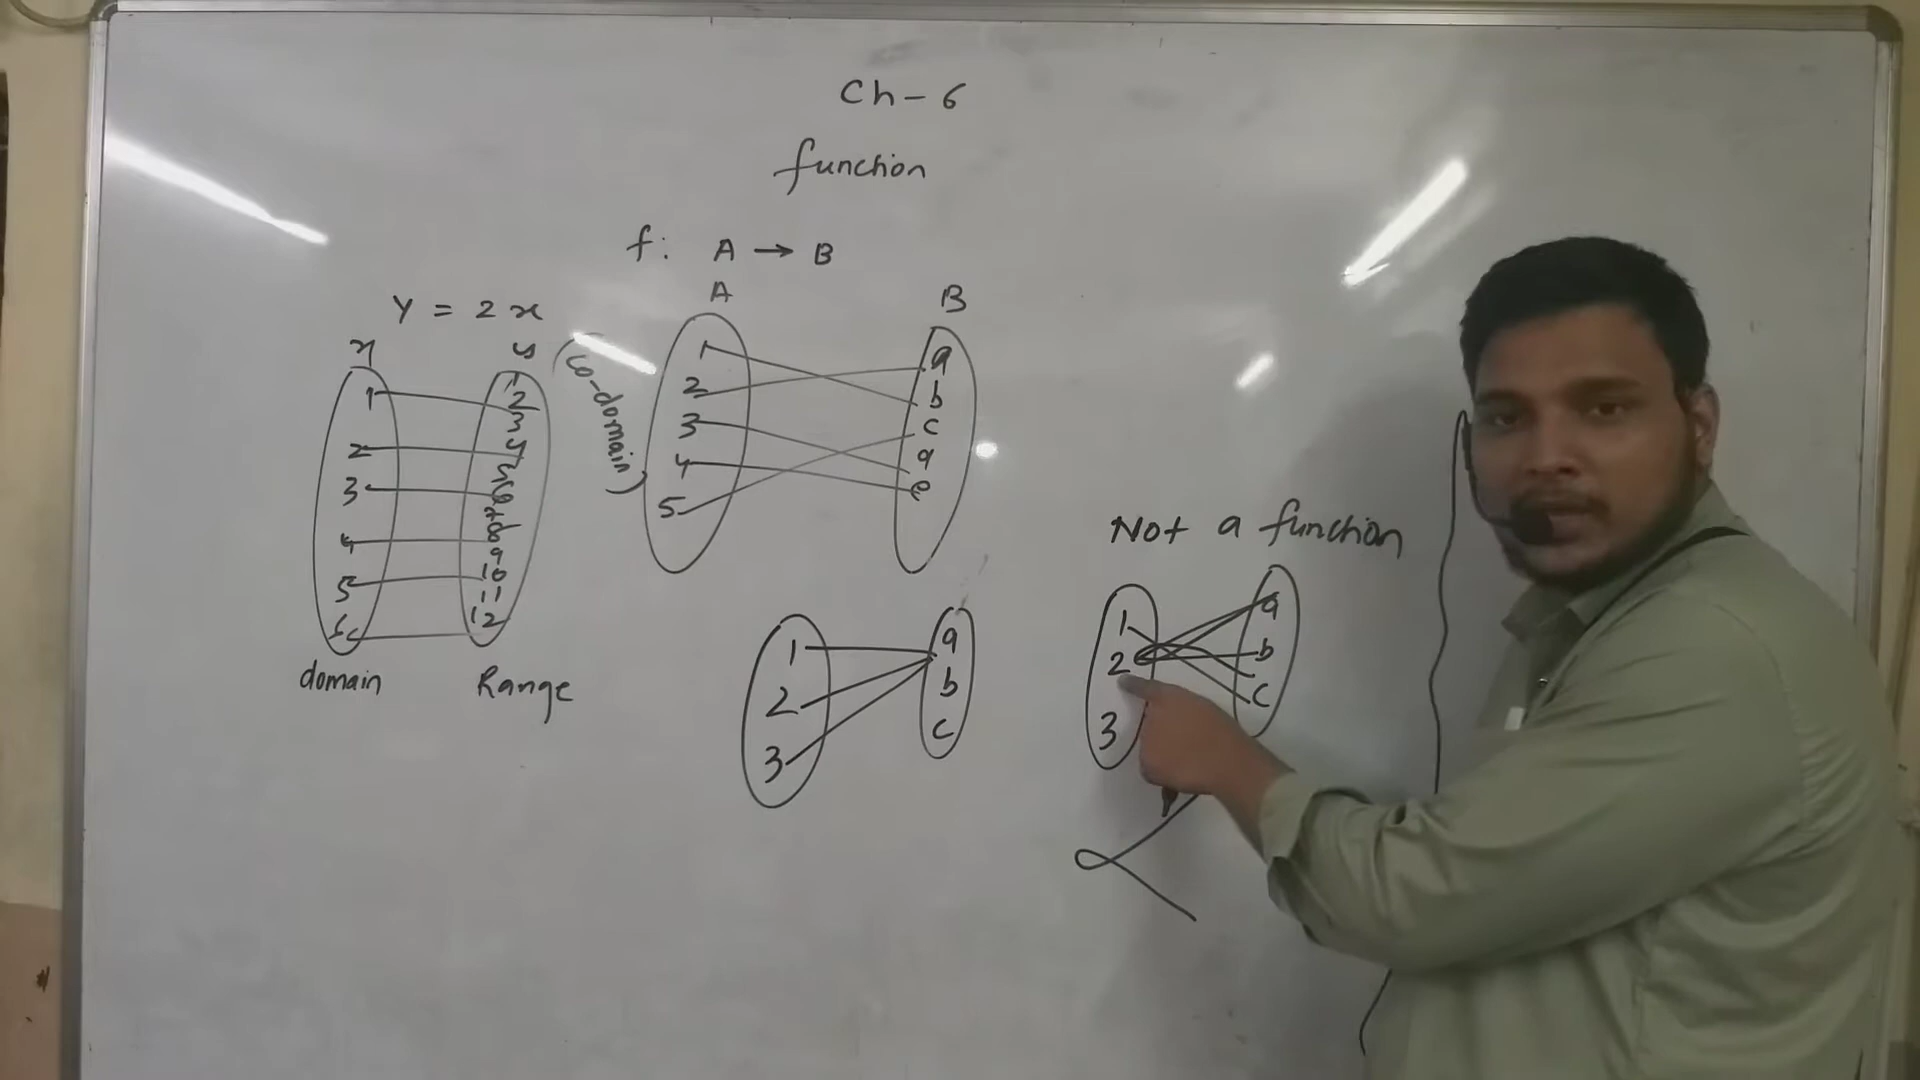 Ch - 6
function
f: A → B
Y = 2x
x
y
1
2
3
4
5
6
1
2
3
4
5
6
7
8
9
10
11
12
domain
Range
(co-domain)
A
B
1
2
3
4
5
a
b
c
q
e
1
2
3
a
b
c
Not a function
1
2
3
a
b
c